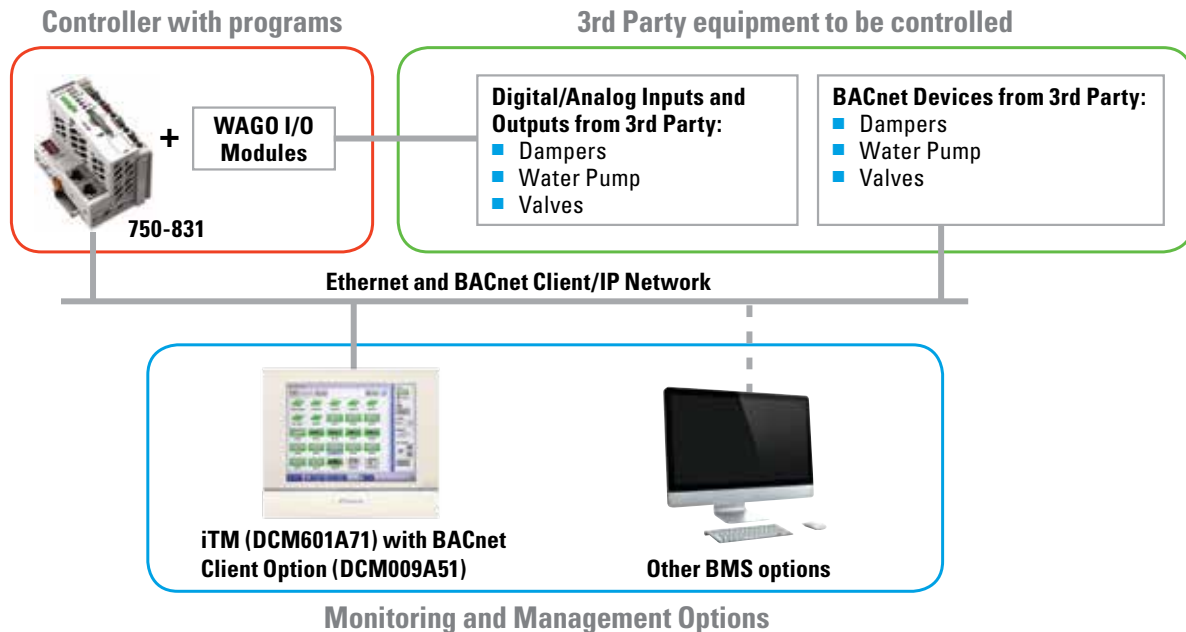 Controller with programs
3rd Party equipment to be controlled
+
WAGO I/O
Modules
750-831
Digital/Analog Inputs and
Outputs from 3rd Party:
Dampers
Water Pump
Valves
BACnet Devices from 3rd Party:
Dampers
Water Pump
Valves
Ethernet and BACnet Client/IP Network
iTM (DCM601A71) with BACnet
Client Option (DCM009A51)
Other BMS options
Monitoring and Management Options